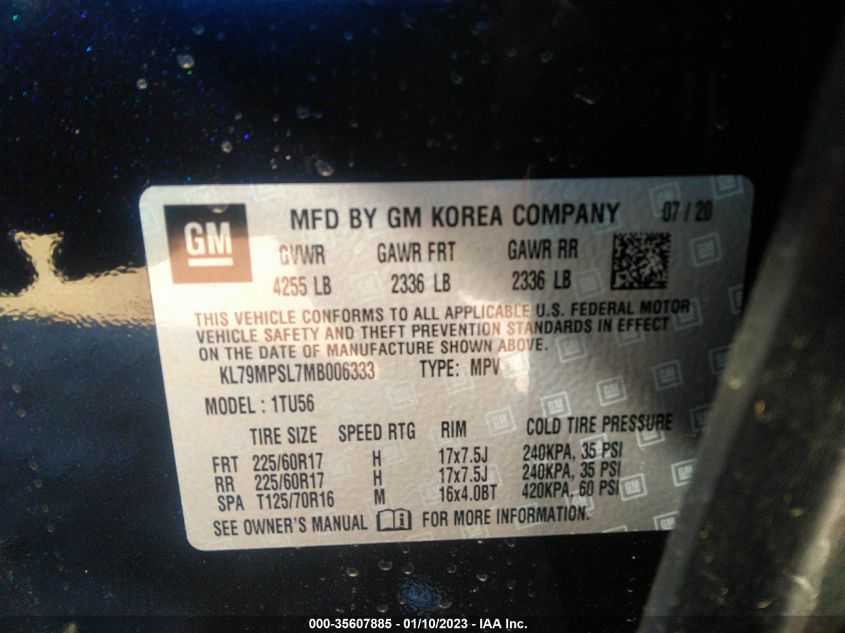 GM
MFD BY GM KOREA COMPANY 07 / 20
GVWR GAWR FRT GAWR RR
4255 LB 2336 LB 2336 LB
THIS VEHICLE CONFORMS TO ALL APPLICABLE U.S. FEDERAL MOTOR
VEHICLE SAFETY AND THEFT PREVENTION STANDARDS IN EFFECT
ON THE DATE OF MANUFACTURE SHOWN ABOVE.
KL79MPSL7MB006333 TYPE: MPV
MODEL : 1TU56
TIRE SIZE SPEED RTG RIM COLD TIRE PRESSURE
FRT 225/60R17 H 17x7.5J 240KPA, 35 PSI
RR 225/60R17 H 17x7.5J 240KPA, 35 PSI
SPA T125/70R16 M 16x4.0BT 420KPA, 60 PSI
SEE OWNER'S MANUAL FOR MORE INFORMATION.
000-35607885 - 01/10/2023 - IAA Inc.